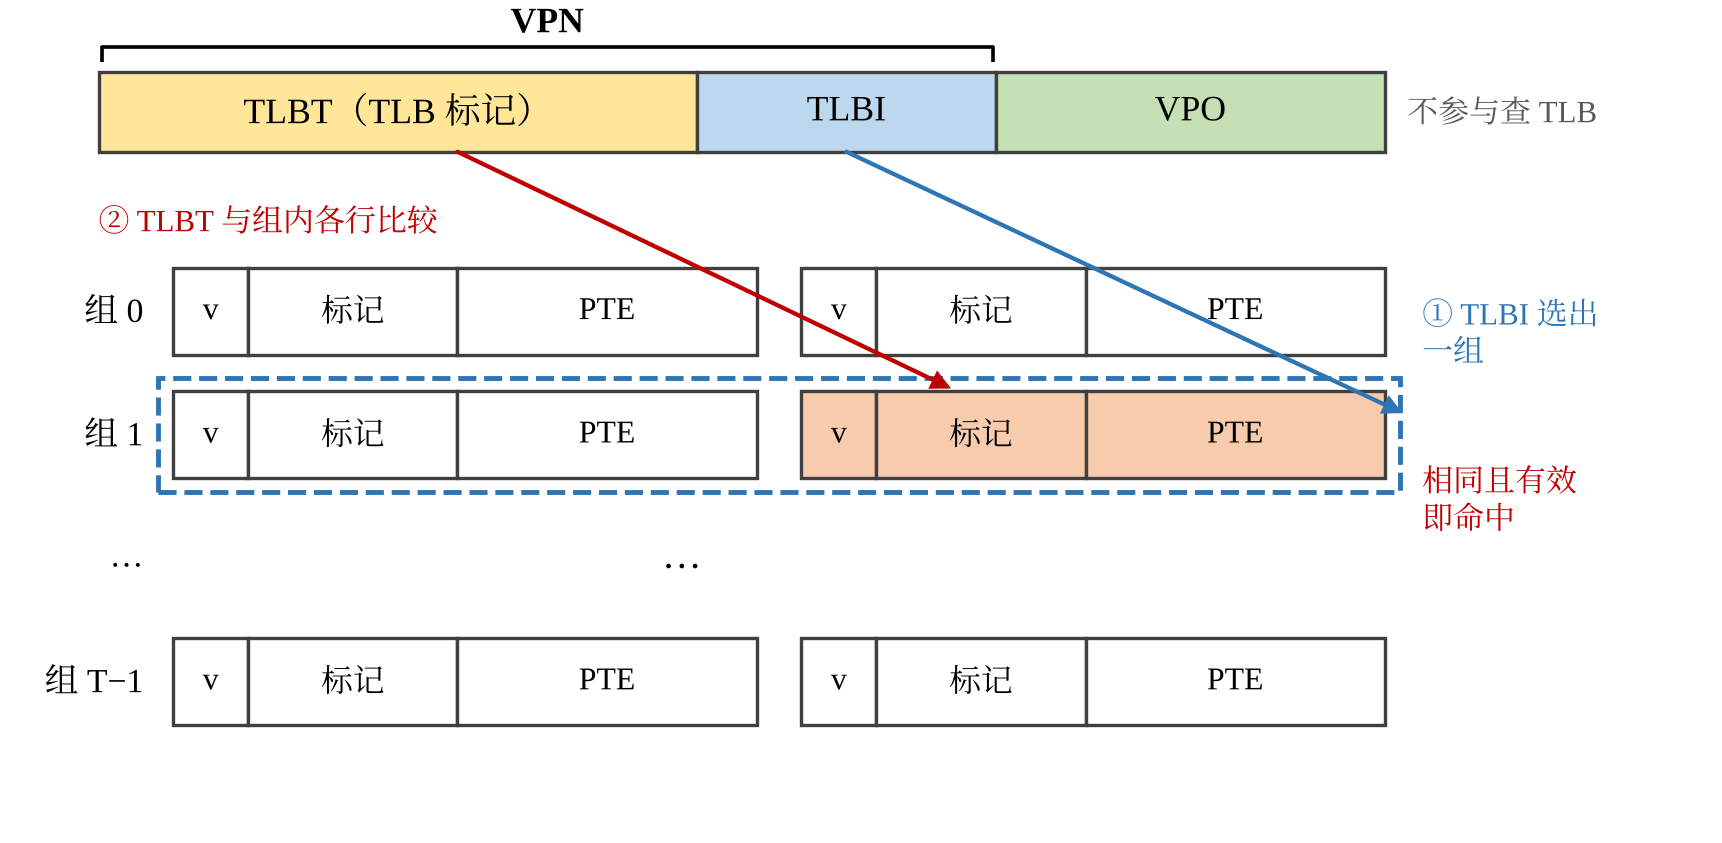 VPN
TLBT（TLB 标记） TLBI VPO 不参与查 TLB
② TLBT 与组内各行比较
组 0 v 标记 PTE v 标记 PTE
① TLBI 选出
一组
组 1 v 标记 PTE v 标记 PTE
相同且有效
即命中
… …
组 T−1 v 标记 PTE v 标记 PTE